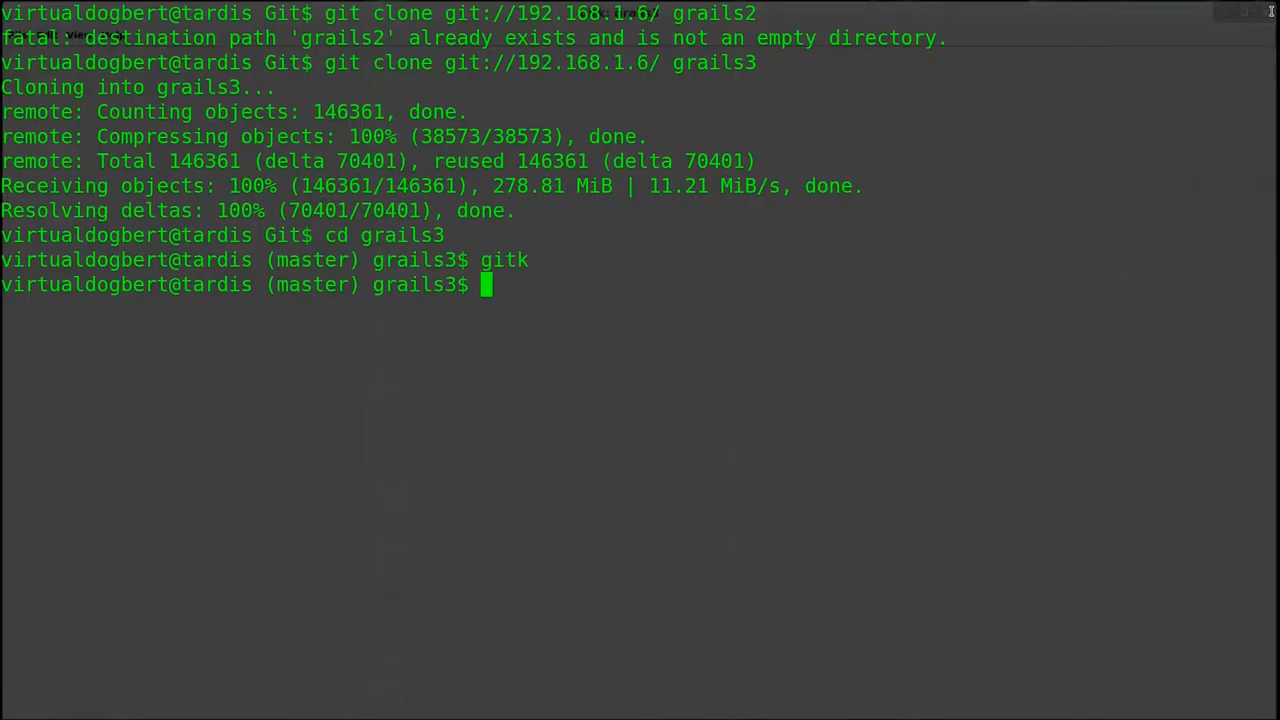 virtualdogbert@tardis Git$ git clone git://192.168.1.6/ grails2
fatal: destination path 'grails2' already exists and is not an empty directory.
virtualdogbert@tardis Git$ git clone git://192.168.1.6/ grails3
Cloning into grails3...
remote: Counting objects: 146361, done.
remote: Compressing objects: 100% (38573/38573), done.
remote: Total 146361 (delta 70401), reused 146361 (delta 70401)
Receiving objects: 100% (146361/146361), 278.81 MiB | 11.21 MiB/s, done.
Resolving deltas: 100% (70401/70401), done.
virtualdogbert@tardis Git$ cd grails3
virtualdogbert@tardis (master) grails3$ gitk
virtualdogbert@tardis (master) grails3$